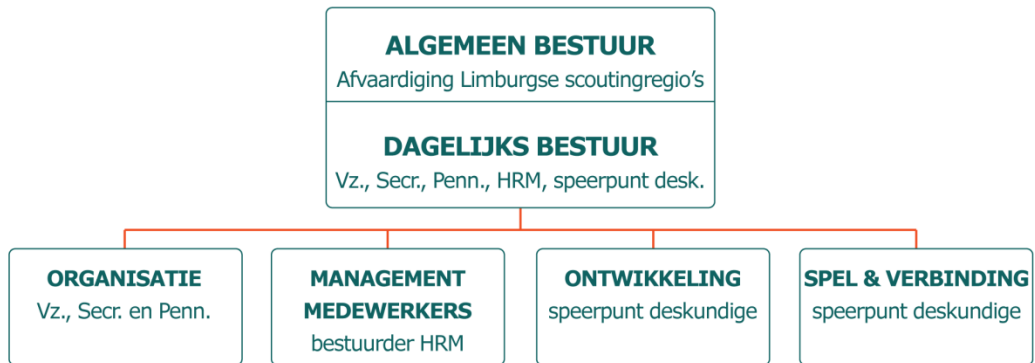 ALGEMEEN BESTUUR
Afvaardiging Limburgse scoutingregio's
DAGELIJKS BESTUUR
Vz., Secr., Penn., HRM, speerpunt desk.
ORGANISATIE
Vz., Secr. en Penn.
MANAGEMENT
MEDEWERKERS
bestuurder HRM
ONTWIKKELING
speerpunt deskundige
SPEL & VERBINDING
speerpunt deskundige